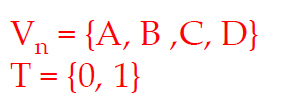 Vₙ = {A, B ,C, D}
T = {0, 1}